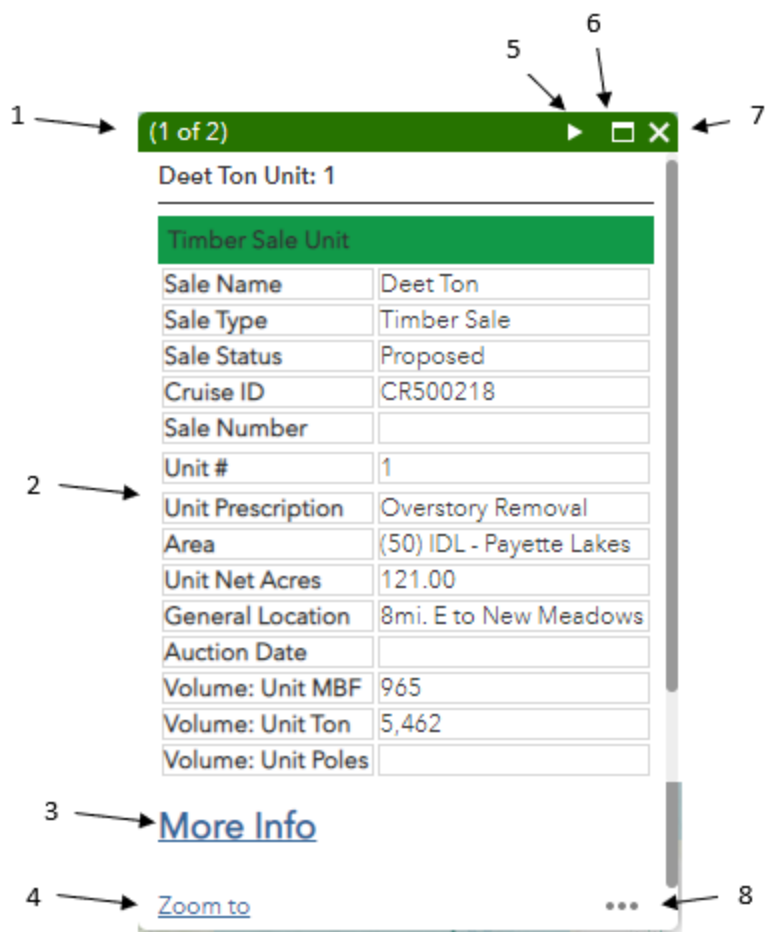 6
5
1
7
(1 of 2)
Deet Ton Unit: 1
Timber Sale Unit
Sale Name Deet Ton
Sale Type Timber Sale
Sale Status Proposed
Cruise ID CR500218
Sale Number
Unit # 1
2
Unit Prescription Overstory Removal
Area (50) IDL - Payette Lakes
Unit Net Acres 121.00
General Location 8mi. E to New Meadows
Auction Date
Volume: Unit MBF 965
Volume: Unit Ton 5,462
Volume: Unit Poles
3
More Info
4
Zoom to
8